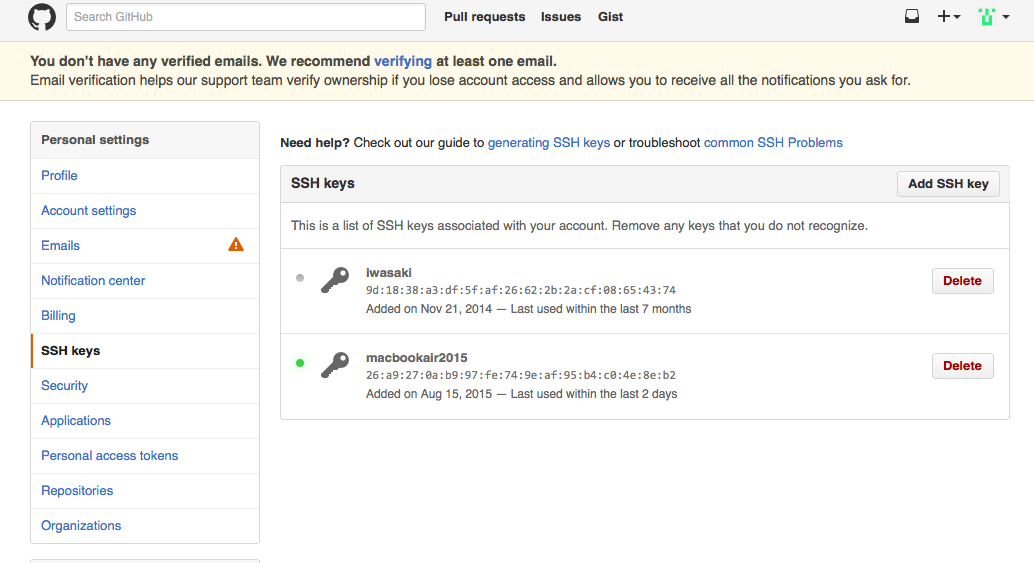 Search GitHub
Pull requests Issues Gist
You don’t have any verified emails. We recommend verifying at least one email.
Email verification helps our support team verify ownership if you lose account access and allows you to receive all the notifications you ask for.
Personal settings
Profile
Account settings
Emails
Notification center
Billing
SSH keys
Security
Applications
Personal access tokens
Repositories
Organizations
Need help? Check out our guide to generating SSH keys or troubleshoot common SSH Problems
SSH keys
Add SSH key
This is a list of SSH keys associated with your account. Remove any keys that you do not recognize.
iwasaki
9d:18:38:a3:df:5f:af:26:62:2b:2a:cf:08:65:43:74
Added on Nov 21, 2014 — Last used within the last 7 months
Delete
macbookair2015
26:a9:27:0a:b9:97:fe:74:9e:af:95:b4:c0:4e:8e:b2
Added on Aug 15, 2015 — Last used within the last 2 days
Delete